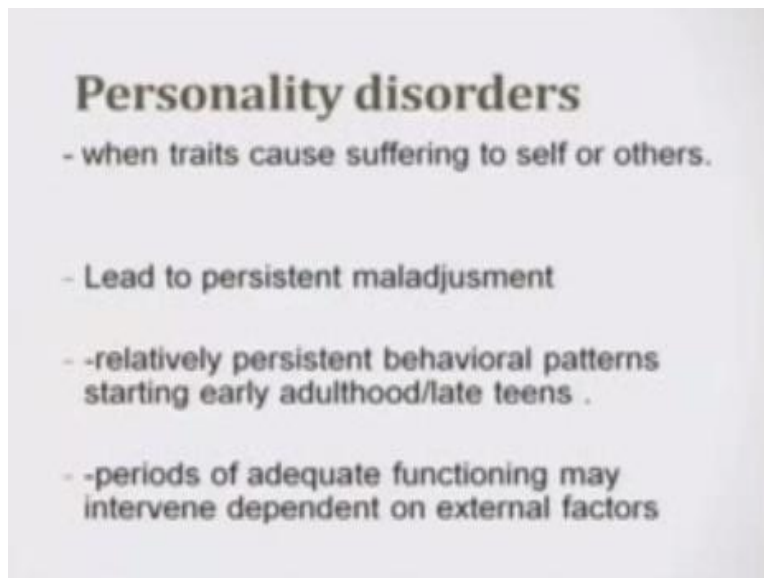 Personality disorders
- when traits cause suffering to self or others.
- Lead to persistent maladjusment
- -relatively persistent behavioral patterns
starting early adulthood/late teens .
- -periods of adequate functioning may
intervene dependent on external factors